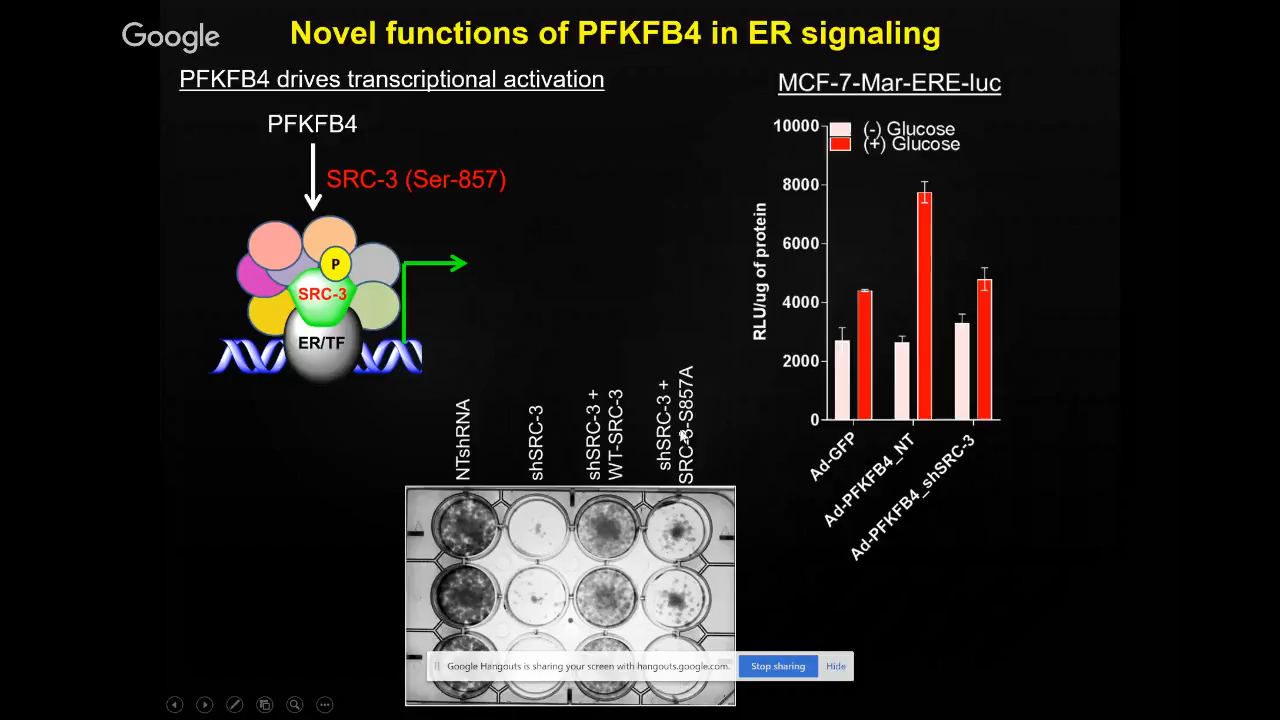 Google
Novel functions of PFKFB4 in ER signaling
PFKFB4 drives transcriptional activation
PFKFB4
SRC-3 (Ser-857)
P
SRC-3
ER/TF
NTshRNA
shSRC-3
shSRC-3 +
WT-SRC-3
shSRC-3 +
SRC-3-S857A
MCF-7-Mar-ERE-luc
(-) Glucose
(+) Glucose
RLU/ug of protein
10000
8000
6000
4000
2000
0
Ad-GFP
Ad-PFKFB4_NT
Ad-PFKFB4_shSRC-3
Google Hangouts is sharing your screen with hangouts.google.com.
Stop sharing
Hide